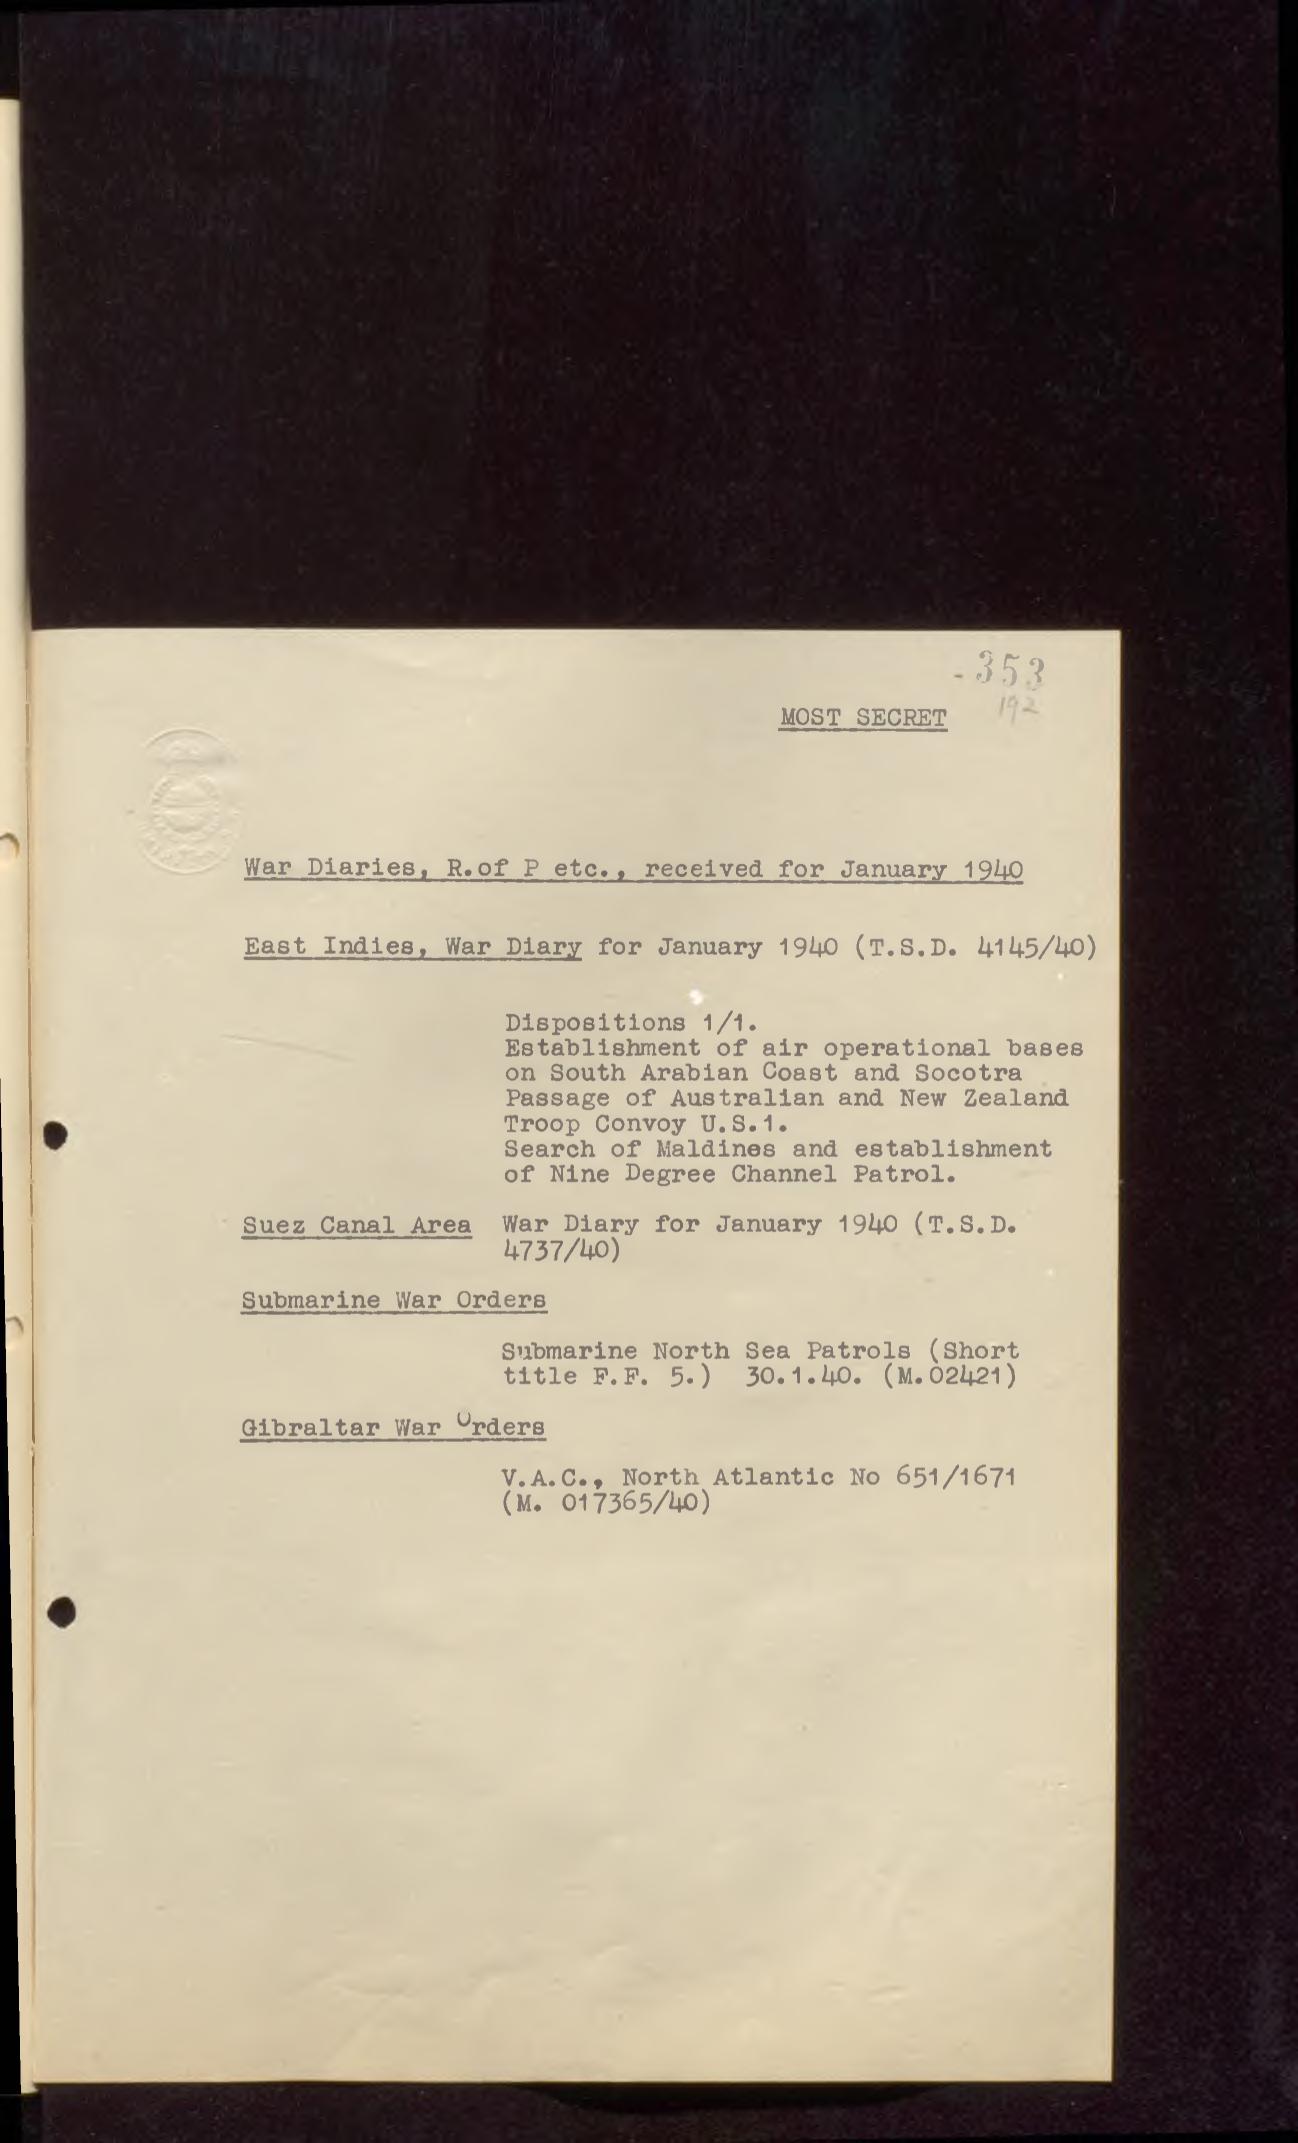 - 353
192
MOST SECRET
War Diaries, R.of P etc., received for January 1940
East Indies, War Diary for January 1940 (T.S.D. 4145/40)
Dispositions 1/1.
Establishment of air operational bases
on South Arabian Coast and Socotra
Passage of Australian and New Zealand
Troop Convoy U.S.1.
Search of Maldines and establishment
of Nine Degree Channel Patrol.
Suez Canal Area War Diary for January 1940 (T.S.D.
4737/40)
Submarine War Orders
Submarine North Sea Patrols (Short
title F.F. 5.) 30.1.40. (M.02421)
Gibraltar War Orders
V.A.C., North Atlantic No 651/1671
(M. 017365/40)